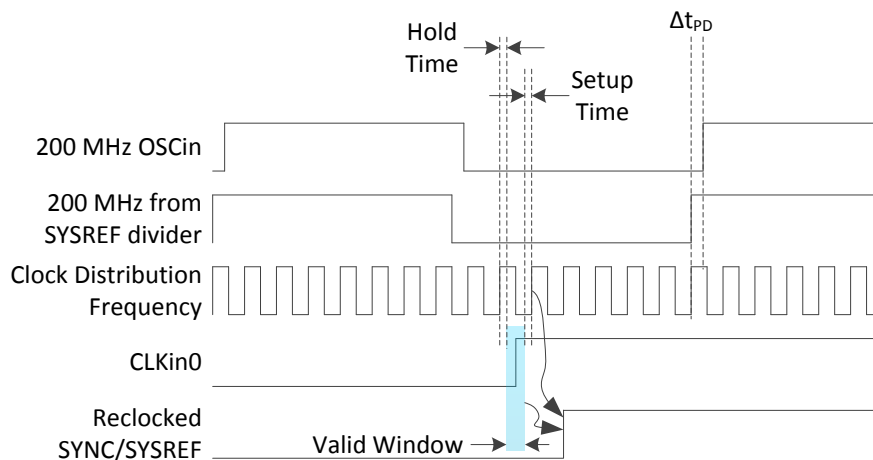 Hold
Time
Δt_PD
Setup
Time
200 MHz OSCin
200 MHz from
SYSREF divider
Clock Distribution
Frequency
CLKin0
Reclocked
SYNC/SYSREF
Valid Window